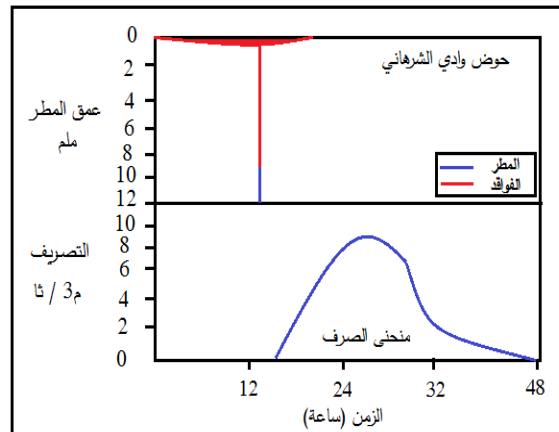 حوض وادي الشرهاني
عمق المطر
ملم
0
2
4
6
8
10
12
المطر
الفواقد
التصريف
م3 / ثا
10
8
6
4
2
0
منحنى الصرف
12
24
32
48
الزمن (ساعة)